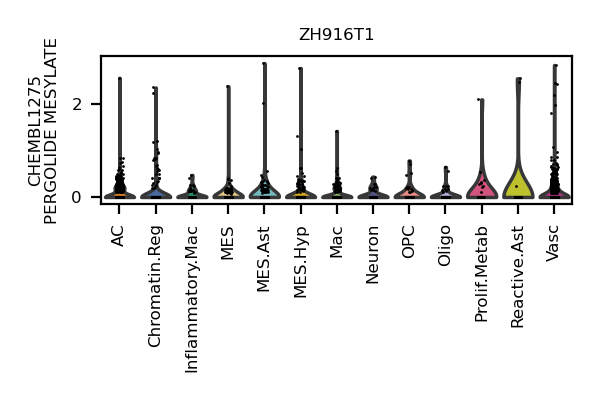 ZH916T1
CHEMBL1275
PERGOLIDE MESYLATE
2
0
AC
Chromatin.Reg
Inflammatory.Mac
MES
MES.Ast
MES.Hyp
Mac
Neuron
OPC
Oligo
Prolif.Metab
Reactive.Ast
Vasc